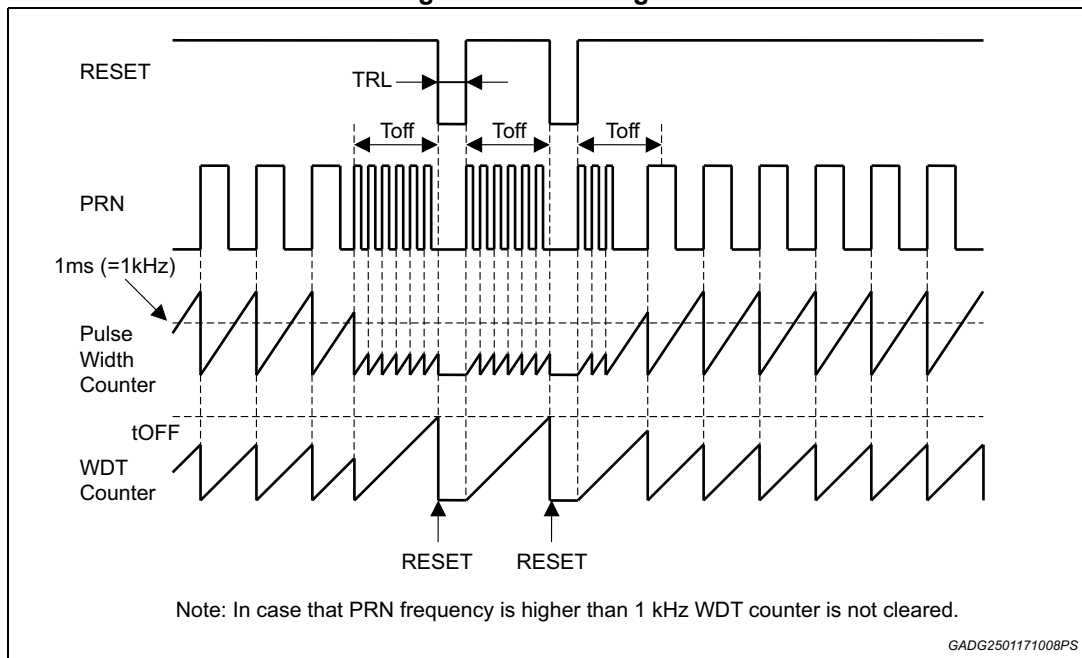 RESET
TRL
Toff Toff Toff
PRN
1ms (=1kHz)
Pulse
Width
Counter
tOFF
WDT
Counter
RESET RESET
Note: In case that PRN frequency is higher than 1 kHz WDT counter is not cleared.
GADG2501171008PS